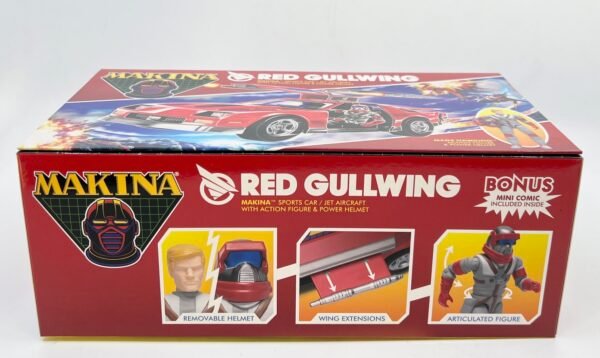 MAKINA
RED GULLWING
MAKINA
RED GULLWING
MAKINA™ SPORTS CAR / JET AIRCRAFT
WITH ACTION FIGURE & POWER HELMET
BONUS
MINI COMIC
INCLUDED INSIDE
REMOVABLE HELMET
WING EXTENSIONS
ARTICULATED FIGURE